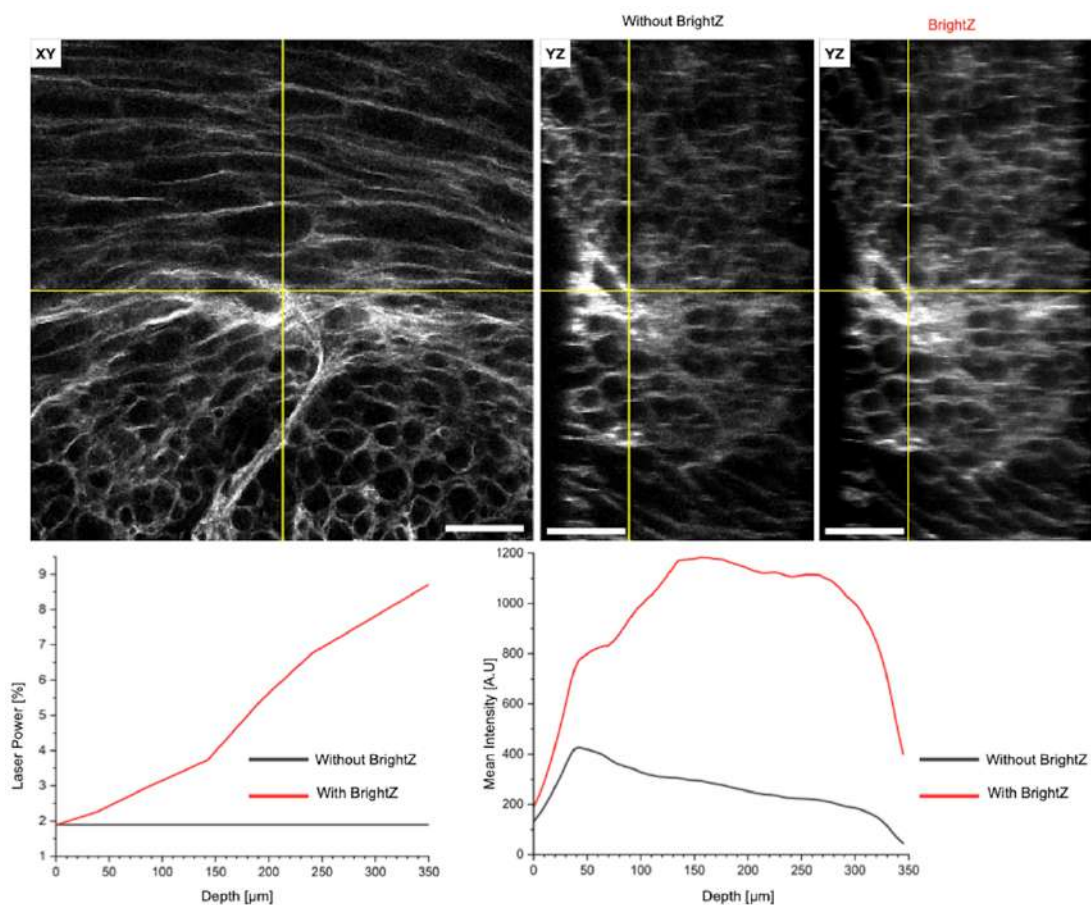 Without BrightZ
BrightZ
XY
YZ
YZ
9
8
7
6
5
4
3
2
1
Laser Power [%]
Without BrightZ
With BrightZ
0
50
100
150
200
250
300
350
Depth [µm]
1200
1000
800
600
400
200
0
Mean Intensity [A.U]
Without BrightZ
With BrightZ
0
50
100
150
200
250
300
350
Depth [µm]